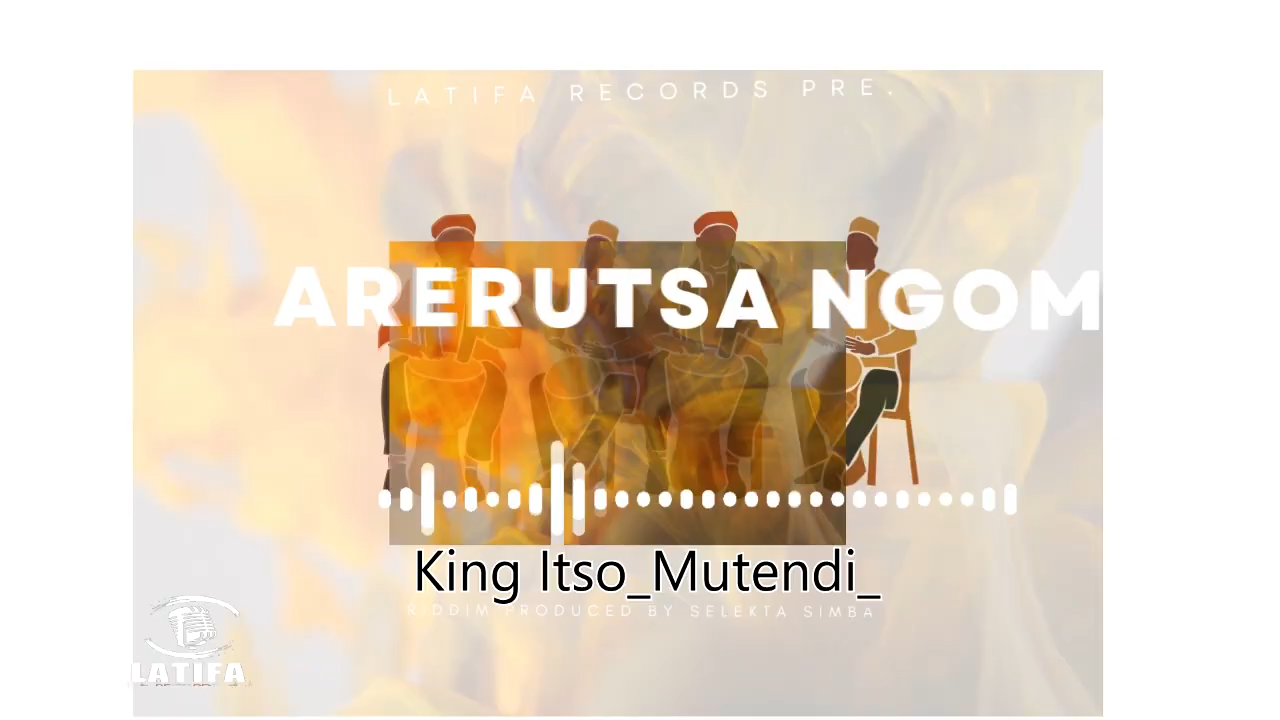 LATIFA RECORDS PRE.
ARERUTSA NGOM
King Itso_Mutendi_
RIDDIM PRODUCED BY SELEKTA SIMBA
LATIFA